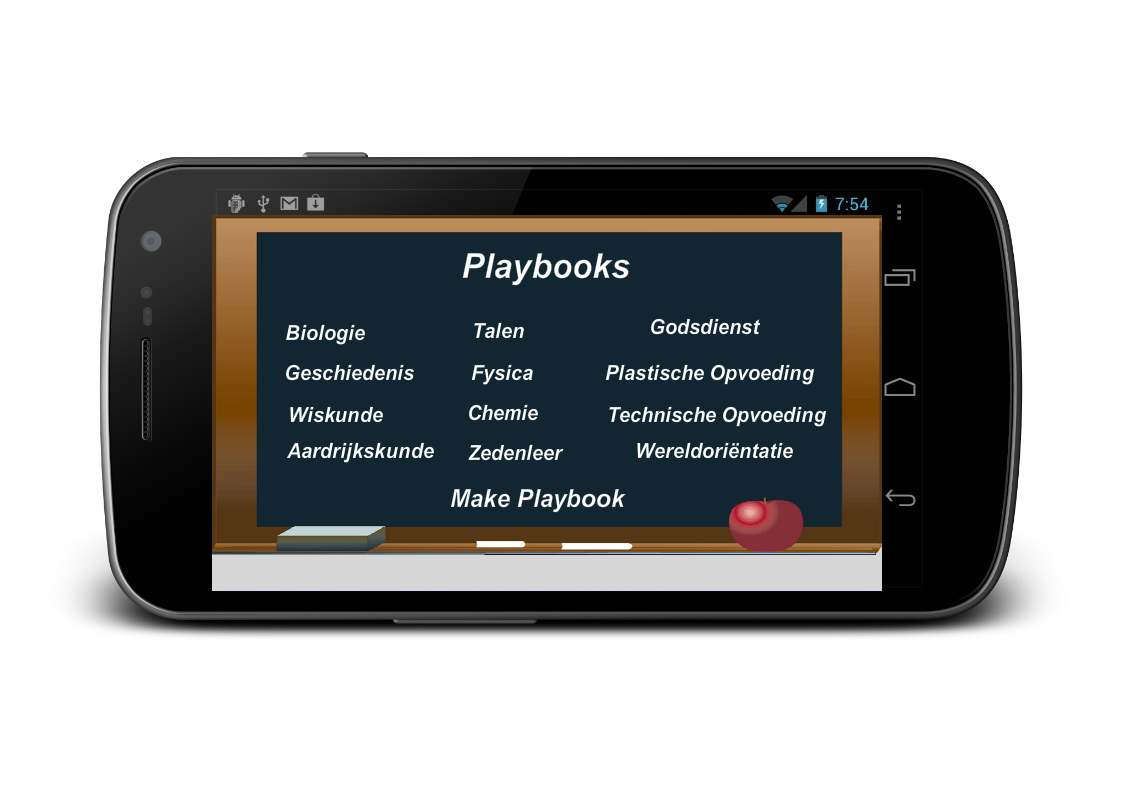 7:54
Playbooks
Biologie Talen Godsdienst
Geschiedenis Fysica Plastische Opvoeding
Wiskunde Chemie Technische Opvoeding
Aardrijkskunde Zedenleer Wereldoriëntatie
Make Playbook